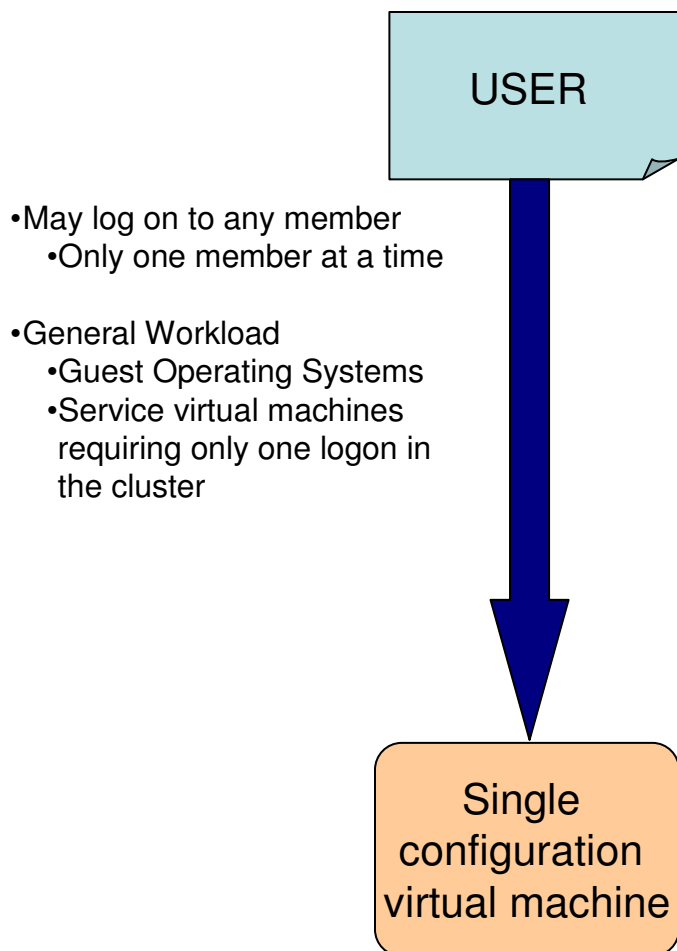 USER
•May log on to any member
•Only one member at a time
•General Workload
•Guest Operating Systems
•Service virtual machines
requiring only one logon in
the cluster
Single
configuration
virtual machine